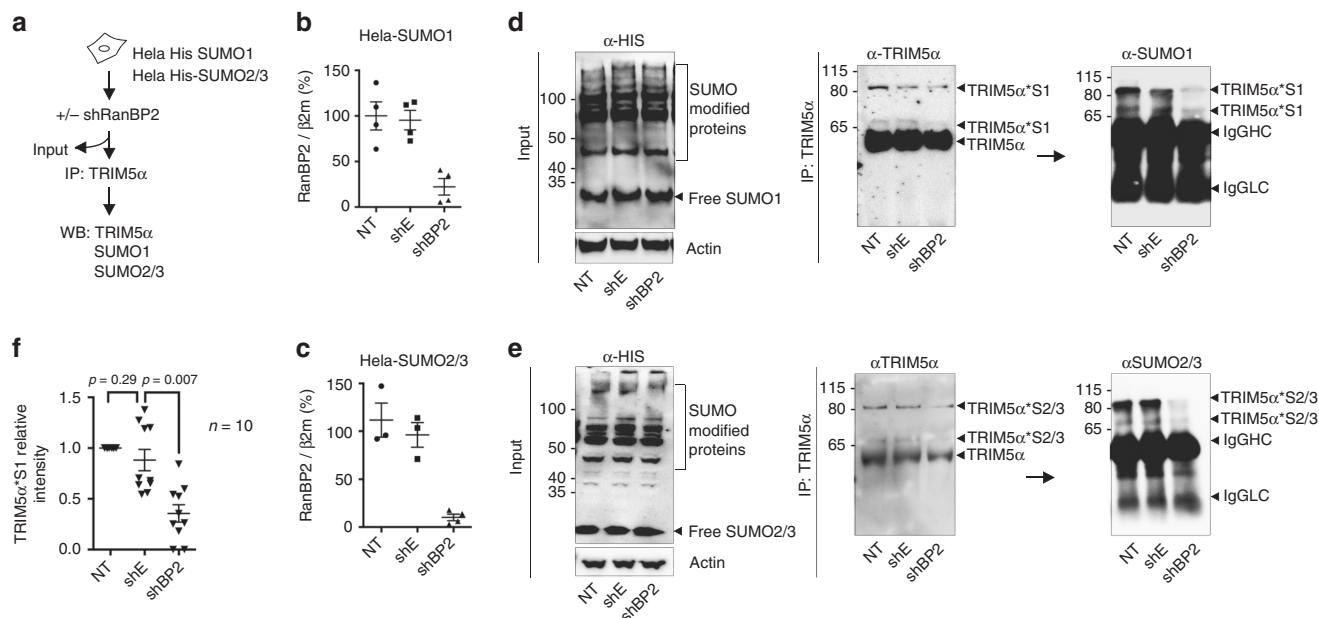 a
Hela His SUMO1
Hela His-SUMO2/3
+/– shRanBP2
Input
IP: TRIM5α
WB: TRIM5α
SUMO1
SUMO2/3
b
Hela-SUMO1
RanBP2 / β2m (%)
150
100
50
0
NT
shE
shBP2
d
α-HIS
Input
100
50
40
35
SUMO
modified
proteins
Free SUMO1
Actin
NT
shE
shBP2
α-TRIM5α
IP: TRIM5α
115
80
65
TRIM5α*S1
TRIM5α*S1
TRIM5α
NT
shE
shBP2
α-SUMO1
115
80
65
TRIM5α*S1
TRIM5α*S1
IgGHC
IgGLC
NT
shE
shBP2
f
p = 0.29
p = 0.007
n = 10
TRIM5α*S1 relative
intensity
1.5
1.0
0.5
0.0
NT
shE
shBP2
c
Hela-SUMO2/3
RanBP2 / β2m (%)
150
100
50
0
NT
shE
shBP2
e
α-HIS
Input
100
50
40
35
SUMO
modified
proteins
Free SUMO2/3
Actin
NT
shE
shBP2
αTRIM5α
IP: TRIM5α
115
80
65
TRIM5α*S2/3
TRIM5α*S2/3
TRIM5α
NT
shE
shBP2
αSUMO2/3
115
80
65
TRIM5α*S2/3
TRIM5α*S2/3
IgGHC
IgGLC
NT
shE
shBP2